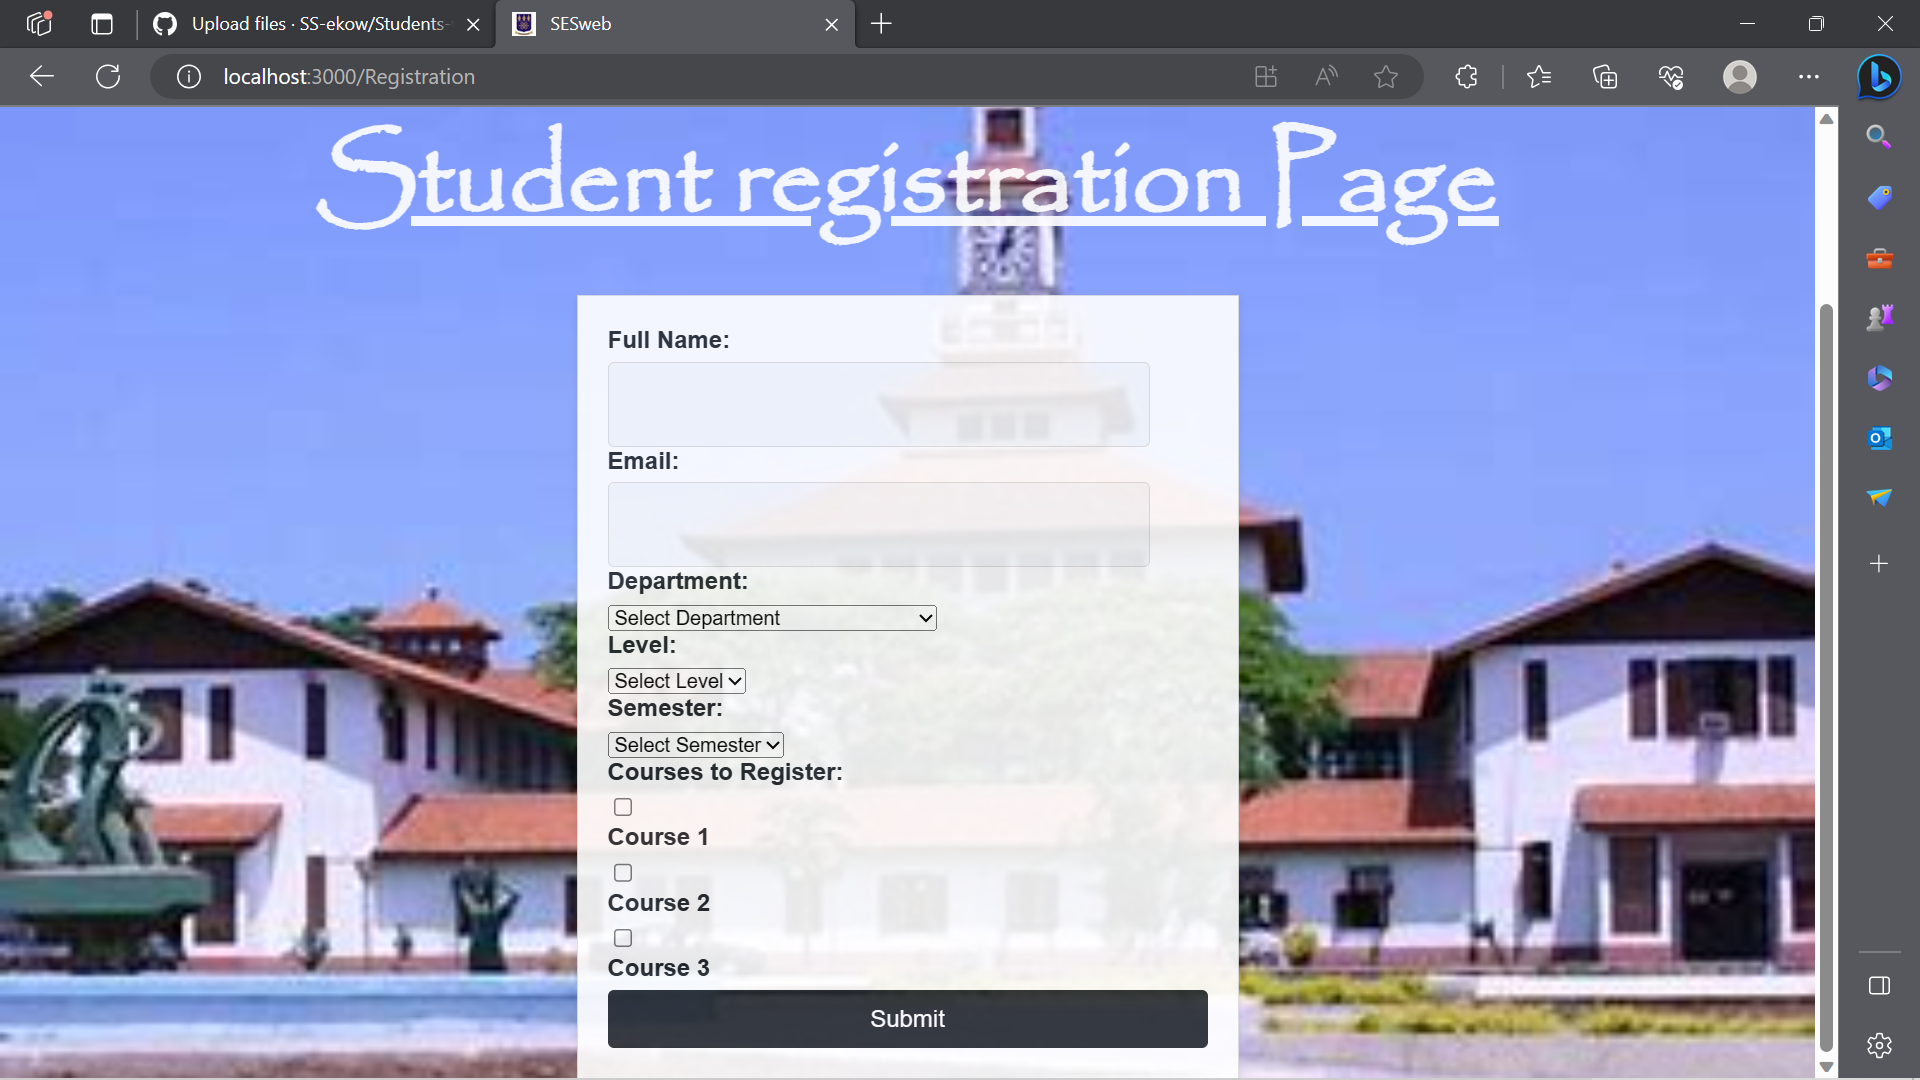 Upload files · SS-ekow/Students-
SESweb
localhost:3000/Registration
Student registration Page
Full Name:
Email:
Department:
Select Department
Level:
Select Level
Semester:
Select Semester
Courses to Register:
Course 1
Course 2
Course 3
Submit